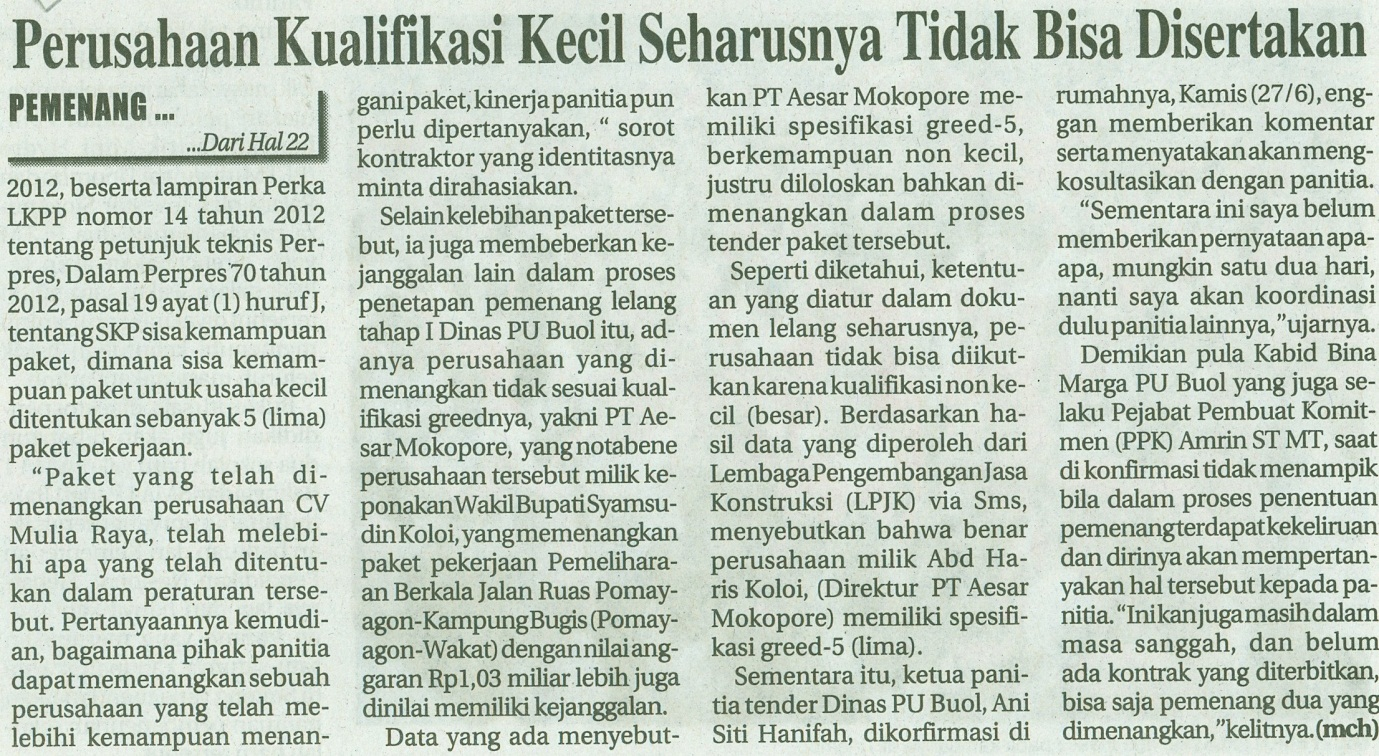 Perusahaan Kualifikasi Kecil Seharusnya Tidak Bisa Disertakan
PEMENANG ...
...Dari Hal 22
2012, beserta lampiran Perka
LKPP nomor 14 tahun 2012
tentang petunjuk teknis Per-
pres, Dalam Perpres 70 tahun
2012, pasal 19 ayat (1) huruf J,
tentang SKP sisa kemampuan
paket, dimana sisa kemam-
puan paket untuk usaha kecil
ditentukan sebanyak 5 (lima)
paket pekerjaan.
“Paket yang telah di-
menangkan perusahaan CV
Mulia Raya, telah melebi-
hi apa yang telah ditentu-
kan dalam peraturan terse-
but. Pertanyaannya kemudi-
an, bagaimana pihak panitia
dapat memenangkan sebuah
perusahaan yang telah me-
lebihi kemampuan menan-
gani paket, kinerja panitia pun
perlu dipertanyakan, “ sorot
kontraktor yang identitasnya
minta dirahasiakan.
Selain kelebihan paket terse-
but, ia juga membeberkan ke-
janggalan lain dalam proses
penetapan pemenang lelang
tahap I Dinas PU Buol itu, ad-
anya perusahaan yang di-
menangkan tidak sesuai kual-
ifikasi greednya, yakni PT Ae-
sar Mokopore, yang notabene
perusahaan tersebut milik ke-
ponakan Wakil Bupati Syamsu-
din Koloi, yang memenangkan
paket pekerjaan Pemelihara-
an Berkala Jalan Ruas Pomay-
agon-Kampung Bugis (Pomay-
agon-Wakat) dengan nilai ang-
garan Rp1,03 miliar lebih juga
dinilai memiliki kejanggalan.
Data yang ada menyebut-
kan PT Aesar Mokopore me-
miliki spesifikasi greed-5,
berkemampuan non kecil,
justru diloloskan bahkan di-
menangkan dalam proses
tender paket tersebut.
Seperti diketahui, ketentu-
an yang diatur dalam doku-
men lelang seharusnya, pe-
rusahaan tidak bisa diikut-
kan karena kualifikasi non ke-
cil (besar). Berdasarkan ha-
sil data yang diperoleh dari
Lembaga Pengembangan Jasa
Konstruksi (LPJK) via Sms,
menyebutkan bahwa benar
perusahaan milik Abd Ha-
ris Koloi, (Direktur PT Aesar
Mokopore) memiliki spesifi-
kasi greed-5 (lima).
Sementara itu, ketua pani-
tia tender Dinas PU Buol, Ani
Siti Hanifah, dikorfirmasi di
rumahnya, Kamis (27/6), eng-
gan memberikan komentar
serta menyatakan akan meng-
kosultasikan dengan panitia.
“Sementara ini saya belum
memberikan pernyataan apa-
apa, mungkin satu dua hari,
nanti saya akan koordinasi
dulu panitia lainnya,” ujarnya.
Demikian pula Kabid Bina
Marga PU Buol yang juga se-
laku Pejabat Pembuat Komit-
men (PPK) Amrin ST MT, saat
di konfirmasi tidak menampik
bila dalam proses penentuan
pemenang terdapat kekeliruan
dan dirinya akan mempertan-
yakan hal tersebut kepada pa-
nitia. “Ini kan juga masih dalam
masa sanggah, dan belum
ada kontrak yang diterbitkan,
bisa saja pemenang dua yang
dimenangkan,” kelitnya.(mch)